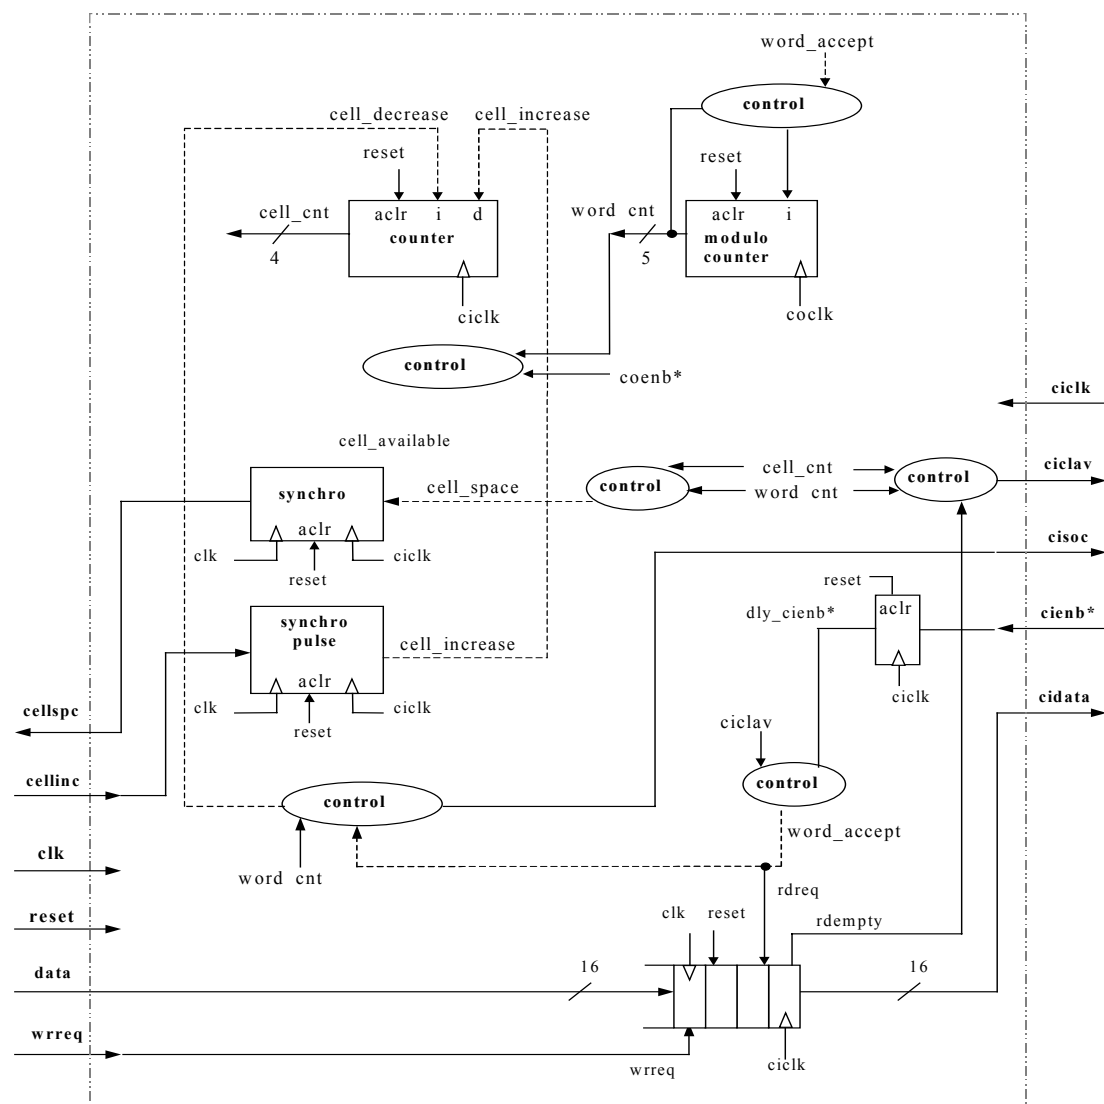 word_accept
control
cell_decrease
cell_increase
reset
reset
cell_cnt
4
aclr i d
counter
ciclk
word cnt
5
aclr i
modulo
counter
coclk
control
coenb*
ciclk
cell_available
synchro
aclr
clk
ciclk
reset
cell_space
control
cell_cnt
word cnt
control
ciclav
cisoc
synchro
pulse
aclr
clk
ciclk
reset
cell_increase
reset
aclr
dly_cienb*
ciclk
cienb*
cellspc
cidata
ciclav
control
cellinc
control
word_accept
word cnt
clk
rdreq
reset
clk
reset
rdempty
data
16
16
wrreq
wrreq
ciclk